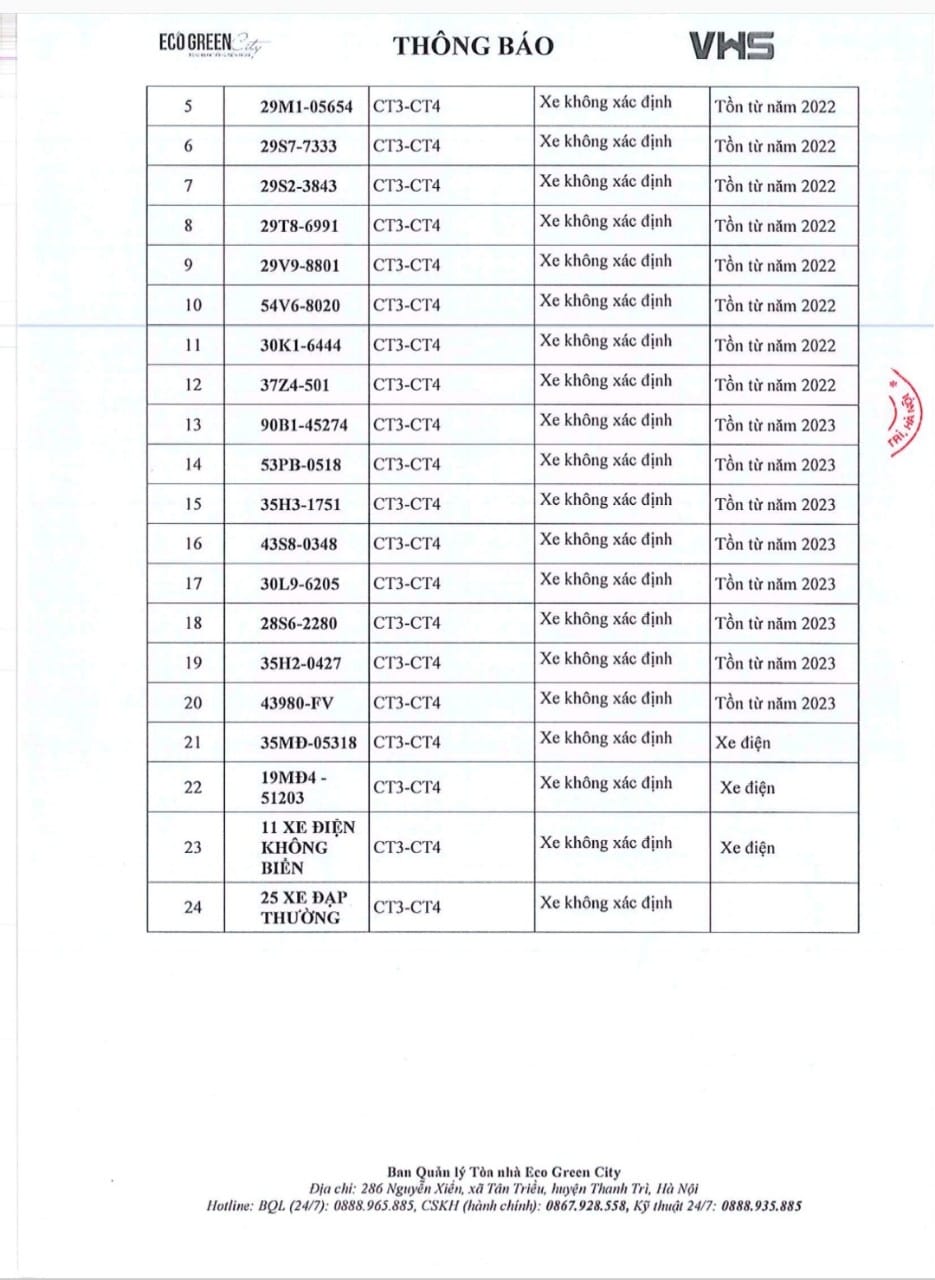 ECO GREEN City
THÔNG BÁO
VHS
5 29M1-05654 CT3-CT4 Xe không xác định Tồn từ năm 2022
6 29S7-7333 CT3-CT4 Xe không xác định Tồn từ năm 2022
7 29S2-3843 CT3-CT4 Xe không xác định Tồn từ năm 2022
8 29T8-6991 CT3-CT4 Xe không xác định Tồn từ năm 2022
9 29V9-8801 CT3-CT4 Xe không xác định Tồn từ năm 2022
10 54V6-8020 CT3-CT4 Xe không xác định Tồn từ năm 2022
11 30K1-6444 CT3-CT4 Xe không xác định Tồn từ năm 2022
12 37Z4-501 CT3-CT4 Xe không xác định Tồn từ năm 2022
13 90B1-45274 CT3-CT4 Xe không xác định Tồn từ năm 2023
14 53PB-0518 CT3-CT4 Xe không xác định Tồn từ năm 2023
15 35H3-1751 CT3-CT4 Xe không xác định Tồn từ năm 2023
16 43S8-0348 CT3-CT4 Xe không xác định Tồn từ năm 2023
17 30L9-6205 CT3-CT4 Xe không xác định Tồn từ năm 2023
18 28S6-2280 CT3-CT4 Xe không xác định Tồn từ năm 2023
19 35H2-0427 CT3-CT4 Xe không xác định Tồn từ năm 2023
20 43980-FV CT3-CT4 Xe không xác định Tồn từ năm 2023
21 35MĐ-05318 CT3-CT4 Xe không xác định Xe điện
22 19MĐ4 -
51203 CT3-CT4 Xe không xác định Xe điện
23 11 XE ĐIỆN
KHÔNG
BIỂN CT3-CT4 Xe không xác định Xe điện
24 25 XE ĐẠP
THƯỜNG CT3-CT4 Xe không xác định
TRÌ, HÀ NỘI
Ban Quản lý Tòa nhà Eco Green City
Địa chỉ: 286 Nguyễn Xiển, xã Tân Triều, huyện Thanh Trì, Hà Nội
Hotline: BQL (24/7): 0888.965.885, CSKH (hành chính): 0867.928.558, Kỹ thuật 24/7: 0888.935.885